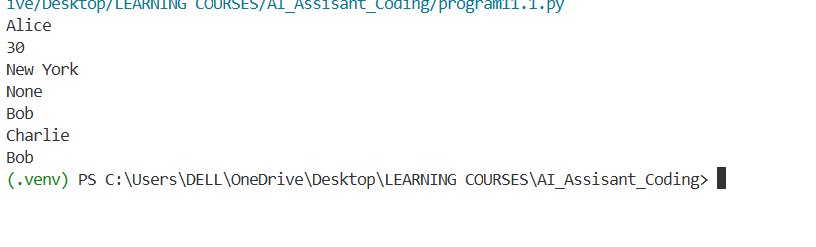 ive/Desktop/LEARNING COURSES/AI_Assisant_Coding/program11.1.py
Alice
30
New York
None
Bob
Charlie
Bob
(.venv) PS C:\Users\DELL\OneDrive\Desktop\LEARNING COURSES\AI_Assisant_Coding>